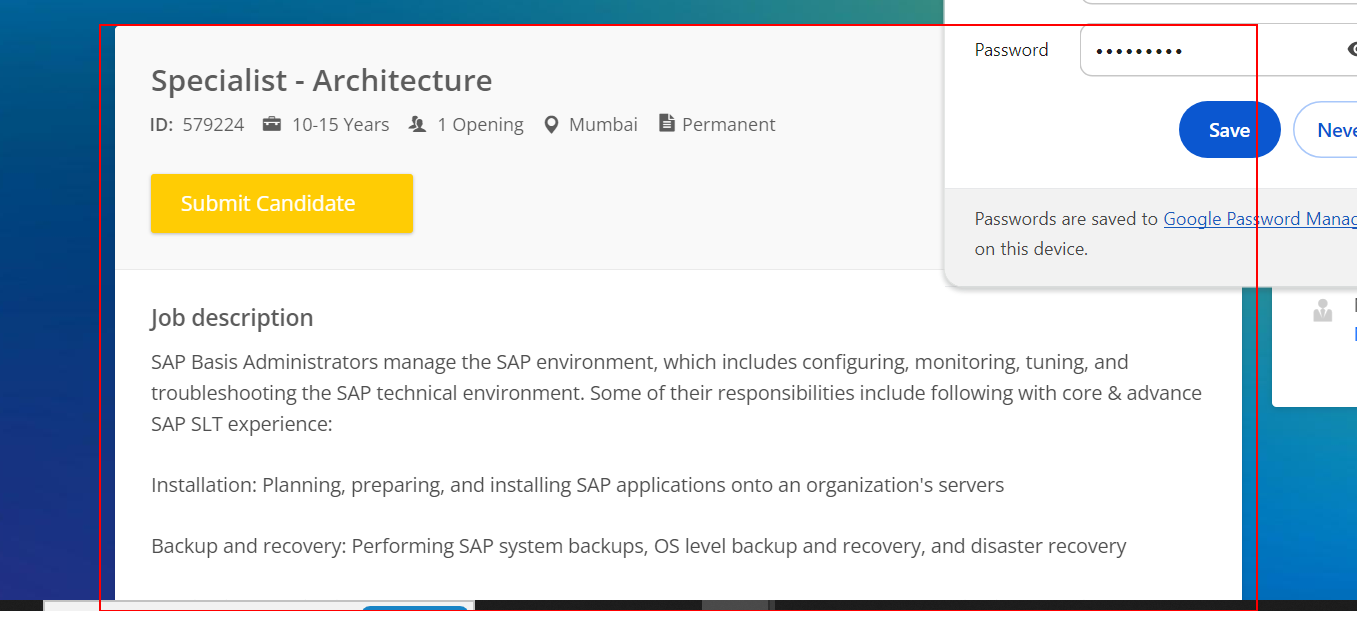 Specialist - Architecture
ID: 579224 10-15 Years 1 Opening Mumbai Permanent
Submit Candidate
Password
Save
Passwords are saved to Google Password
on this device.
Job description
SAP Basis Administrators manage the SAP environment, which includes configuring, monitoring, tuning, and
troubleshooting the SAP technical environment. Some of their responsibilities include following with core & advance
SAP SLT experience:
Installation: Planning, preparing, and installing SAP applications onto an organization's servers
Backup and recovery: Performing SAP system backups, OS level backup and recovery, and disaster recovery